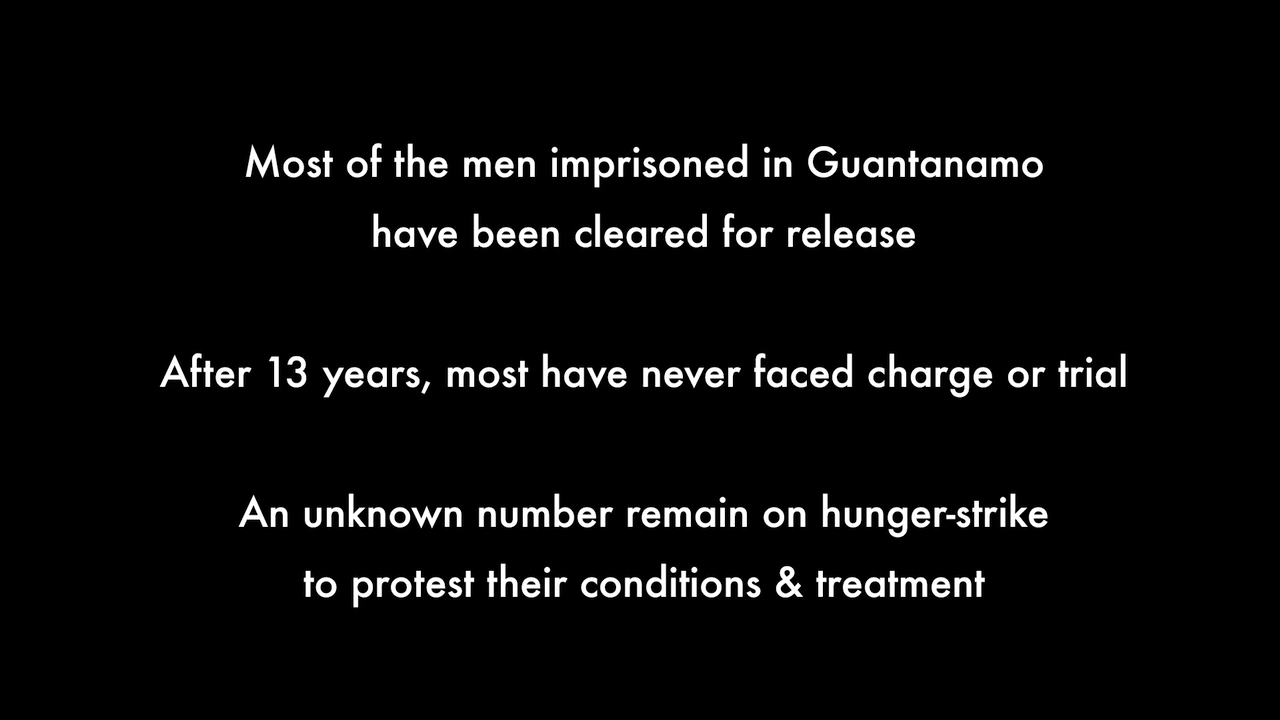 Most of the men imprisoned in Guantanamo
have been cleared for release
After 13 years, most have never faced charge or trial
An unknown number remain on hunger-strike
to protest their conditions & treatment